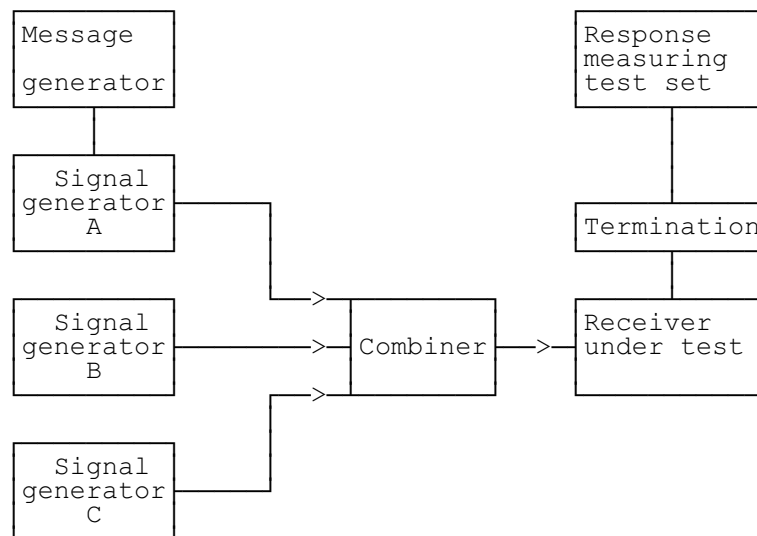 Message
generator
Response
measuring
test set
Signal
generator
A
Termination
Signal
generator
B
Combiner
Receiver
under test
Signal
generator
C